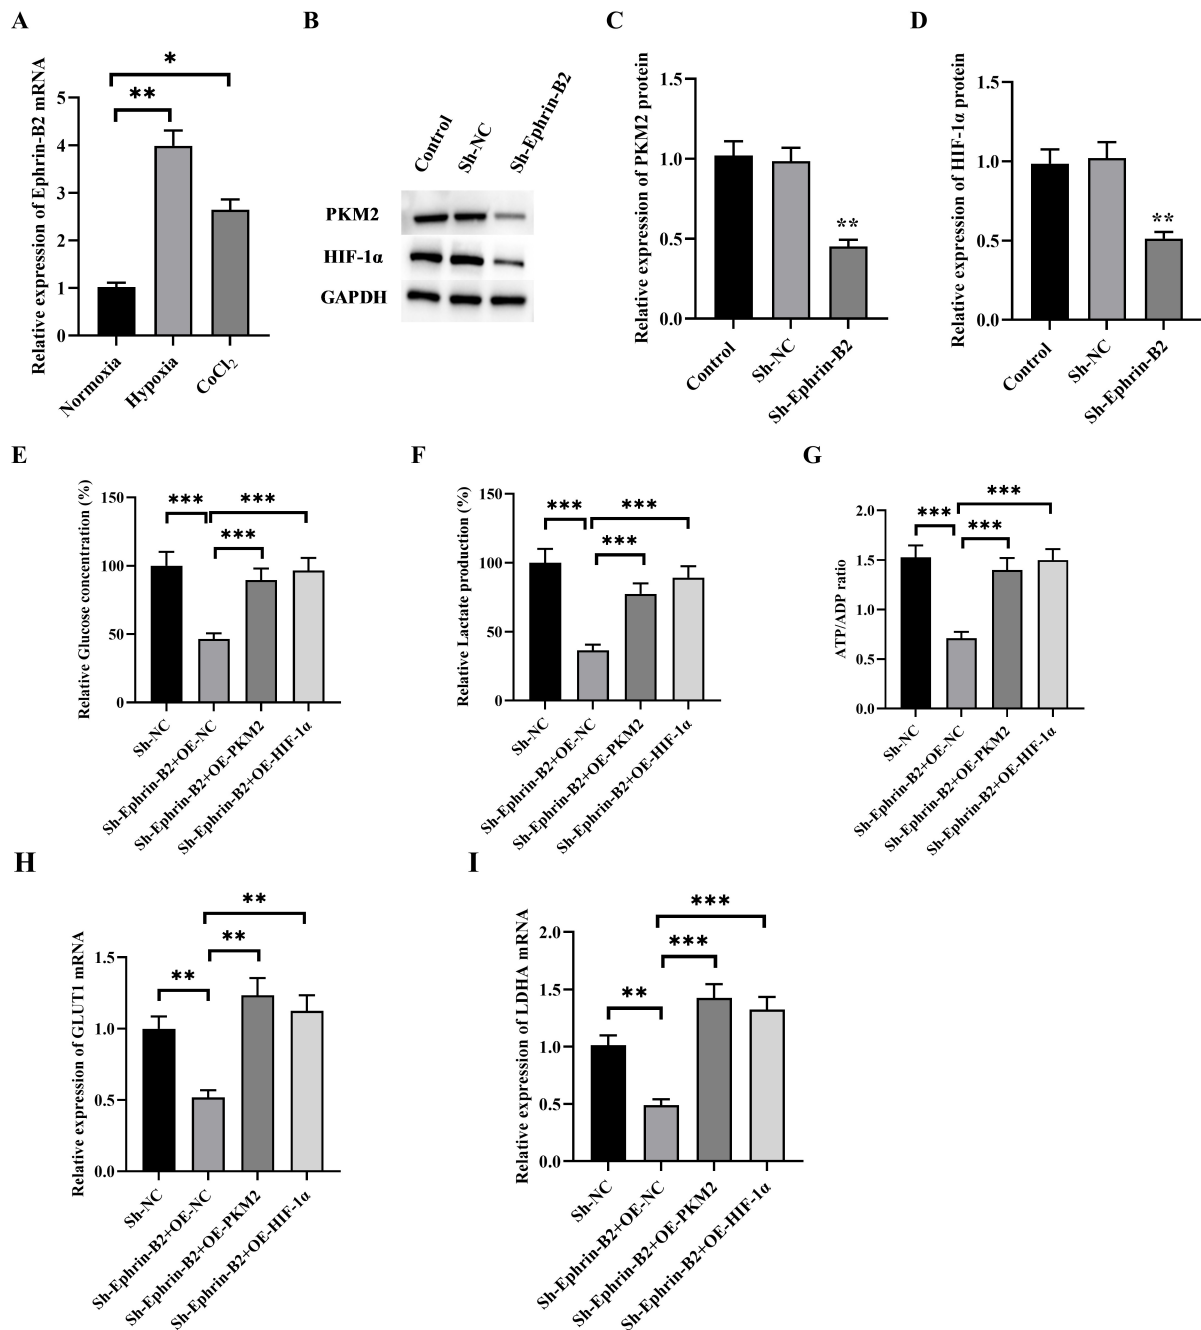 A
Relative expression of Ephrin-B2 mRNA
5
4
3
2
1
0
*
**
Normoxia
Hypoxia
CoCl₂
B
Control
Sh-NC
Sh-Ephrin-B2
PKM2
HIF-1α
GAPDH
C
Relative expression of PKM2 protein
1.5
1.0
0.5
0.0
**
Control
Sh-NC
Sh-Ephrin-B2
D
Relative expression of HIF-1α protein
1.5
1.0
0.5
0.0
**
Control
Sh-NC
Sh-Ephrin-B2
E
Relative Glucose concentration (%)
150
100
50
0
***
***
***
Sh-NC
Sh-Ephrin-B2+OE-NC
Sh-Ephrin-B2+OE-PKM2
Sh-Ephrin-B2+OE-HIF-1α
F
Relative Lactate production (%)
150
100
50
0
***
***
***
Sh-NC
Sh-Ephrin-B2+OE-NC
Sh-Ephrin-B2+OE-PKM2
Sh-Ephrin-B2+OE-HIF-1α
G
ATP/ADP ratio
2.0
1.5
1.0
0.5
0.0
***
***
***
Sh-NC
Sh-Ephrin-B2+OE-NC
Sh-Ephrin-B2+OE-PKM2
Sh-Ephrin-B2+OE-HIF-1α
H
Relative expression of GLUT1 mRNA
1.5
1.0
0.5
0.0
**
**
**
Sh-NC
Sh-Ephrin-B2+OE-NC
Sh-Ephrin-B2+OE-PKM2
Sh-Ephrin-B2+OE-HIF-1α
I
Relative expression of LDHA mRNA
2.0
1.5
1.0
0.5
0.0
***
***
**
Sh-NC
Sh-Ephrin-B2+OE-NC
Sh-Ephrin-B2+OE-PKM2
Sh-Ephrin-B2+OE-HIF-1α